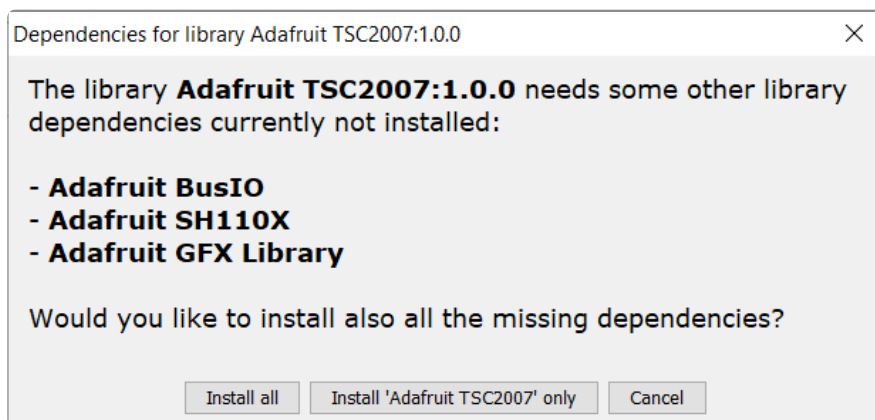 Dependencies for library Adafruit TSC2007:1.0.0
The library Adafruit TSC2007:1.0.0 needs some other library
dependencies currently not installed:
- Adafruit BusIO
- Adafruit SH110X
- Adafruit GFX Library
Would you like to install also all the missing dependencies?
Install all Install 'Adafruit TSC2007' only Cancel